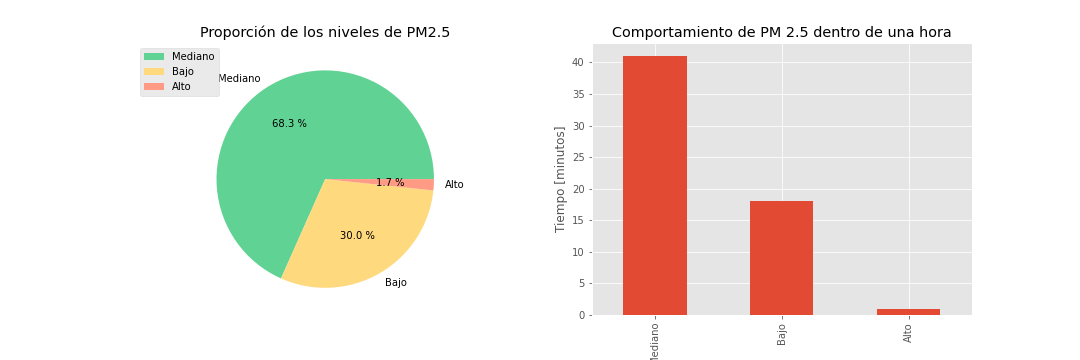 Proporción de los niveles de PM2.5
Mediano
Bajo
Alto
Mediano
68.3 %
1.7 %
Alto
30.0 %
Bajo
Comportamiento de PM 2.5 dentro de una hora
Tiempo [minutos]
40
35
30
25
20
15
10
5
0
Mediano
Bajo
Alto